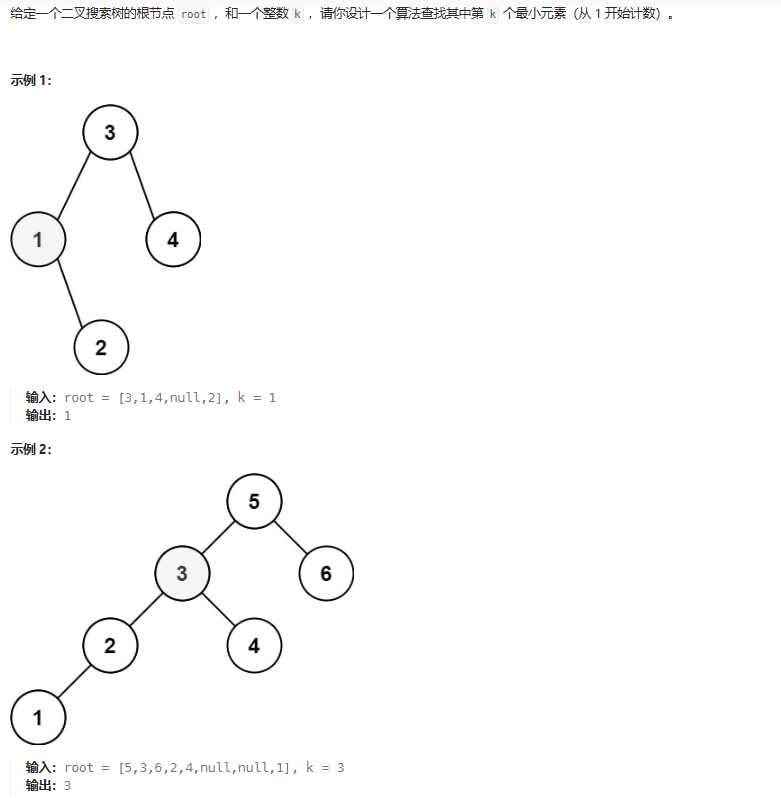 给定一个二叉搜索树的根节点 root ，和一个整数 k ，请你设计一个算法查找其中第 k 个最小元素（从 1 开始计数）。
示例 1：
3
1
4
2
输入：root = [3,1,4,null,2], k = 1
输出：1
示例 2：
5
3
6
2
4
1
输入：root = [5,3,6,2,4,null,null,1], k = 3
输出：3